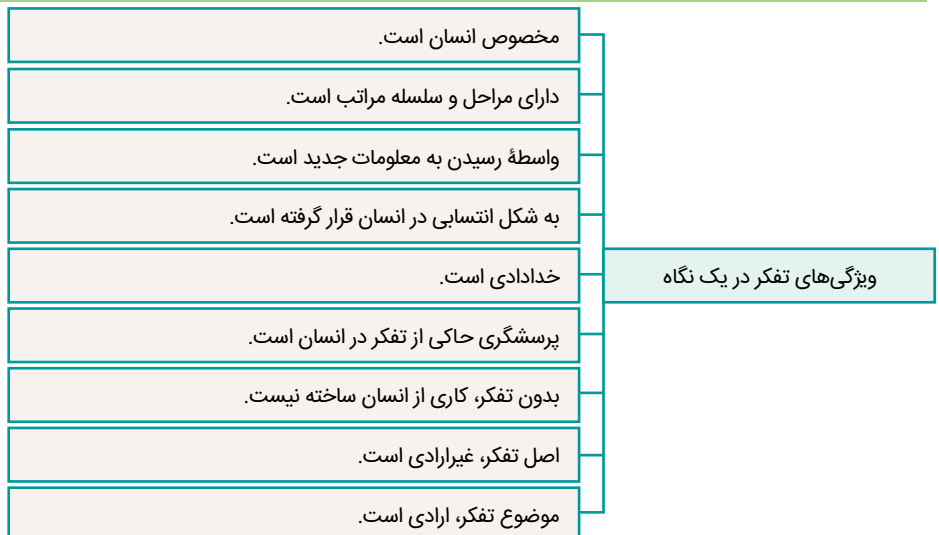 ویژگی‌های تفکر در یک نگاه
مخصوص انسان است.
دارای مراحل و سلسله مراتب است.
واسطهٔ رسیدن به معلومات جدید است.
به شکل انتسابی در انسان قرار گرفته است.
خدادادی است.
پرسشگری حاکی از تفکر در انسان است.
بدون تفکر، کاری از انسان ساخته نیست.
اصل تفکر، غیرارادی است.
موضوع تفکر، ارادی است.